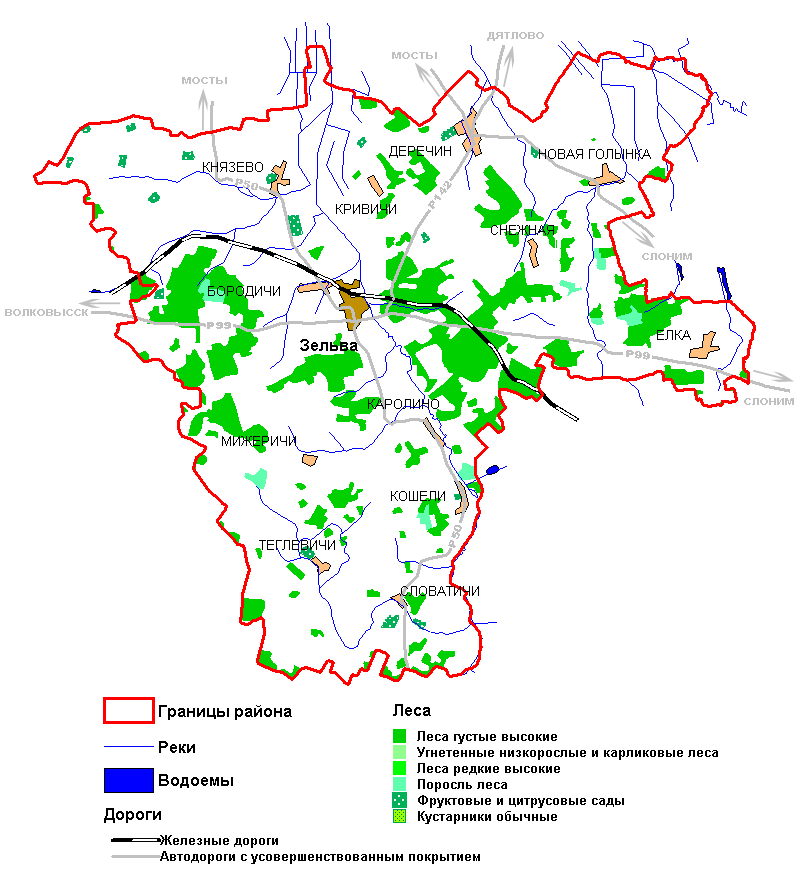 ДЯТЛОВО
МОСТЫ
МОСТЫ
ДЕРЕЧИН
НОВАЯ ГОЛЫНКА
КНЯЗЕВО
Р50
Р142
КРИВИЧИ
СНЕЖНАЯ
СЛОНИМ
БОРОДИЧИ
ВОЛКОВЫССК
Р99
Зельва
ЕЛКА
Р99
СЛОНИМ
КАРОЛИНО
МИЖЕРИЧИ
КОШЕЛИ
Р50
ТЕГЛЕВИЧИ
СЛОВАТИЧИ
Границы района
Реки
Водоемы
Дороги
Железные дороги
Автодороги с усовершенствованным покрытием
Леса
Леса густые высокие
Угнетенные низкорослые и карликовые леса
Леса редкие высокие
Поросль леса
Фруктовые и цитрусовые сады
Кустарники обычные